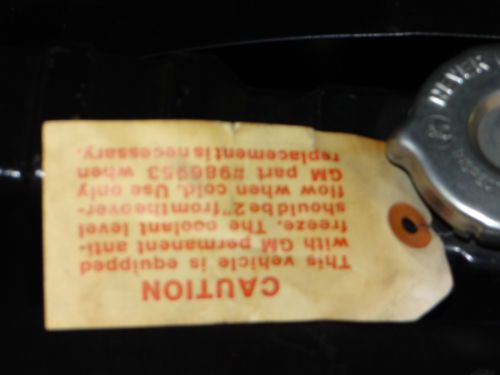 CAUTION
This vehicle is equipped
with GM permanent anti-
freeze. The coolant level
should be 2" from the over-
flow when cold. Use only
GM part #986953 when
replacement is necessary.
NEVER